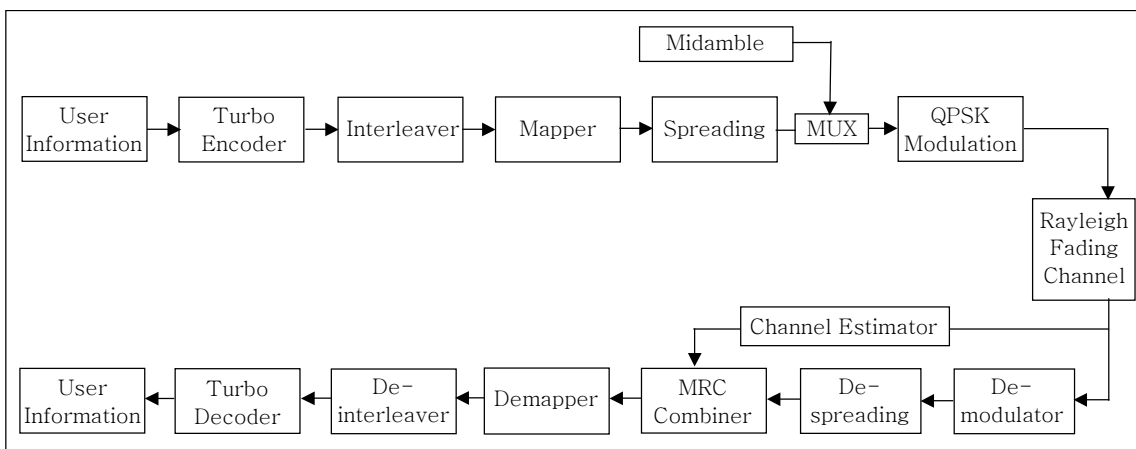 Midamble
User
Information
Turbo
Encoder
Interleaver
Mapper
Spreading
MUX
QPSK
Modulation
Rayleigh
Fading
Channel
Channel Estimator
User
Information
Turbo
Decoder
De-
interleaver
Demapper
MRC
Combiner
De-
spreading
De-
modulator